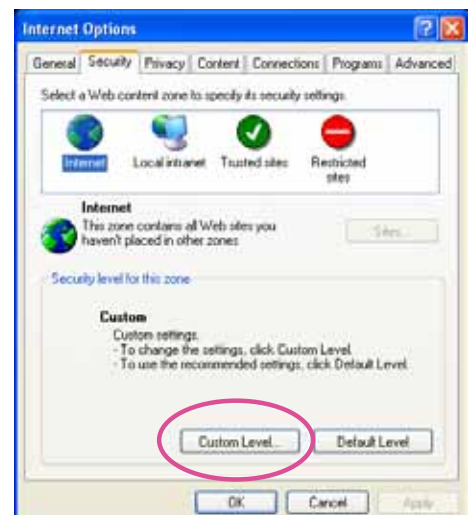 Internet Options
General Security Privacy Content Connections Programs Advanced
Select a Web content zone to specify its security settings.
Internet Local intranet Trusted sites Restricted
sites
Internet
This zone contains all Web sites you
haven't placed in other zones
Sites...
Security level for this zone
Custom
Custom settings.
- To change the settings, click Custom Level.
- To use the recommended settings, click Default Level.
Custom Level... Default Level
OK Cancel Apply